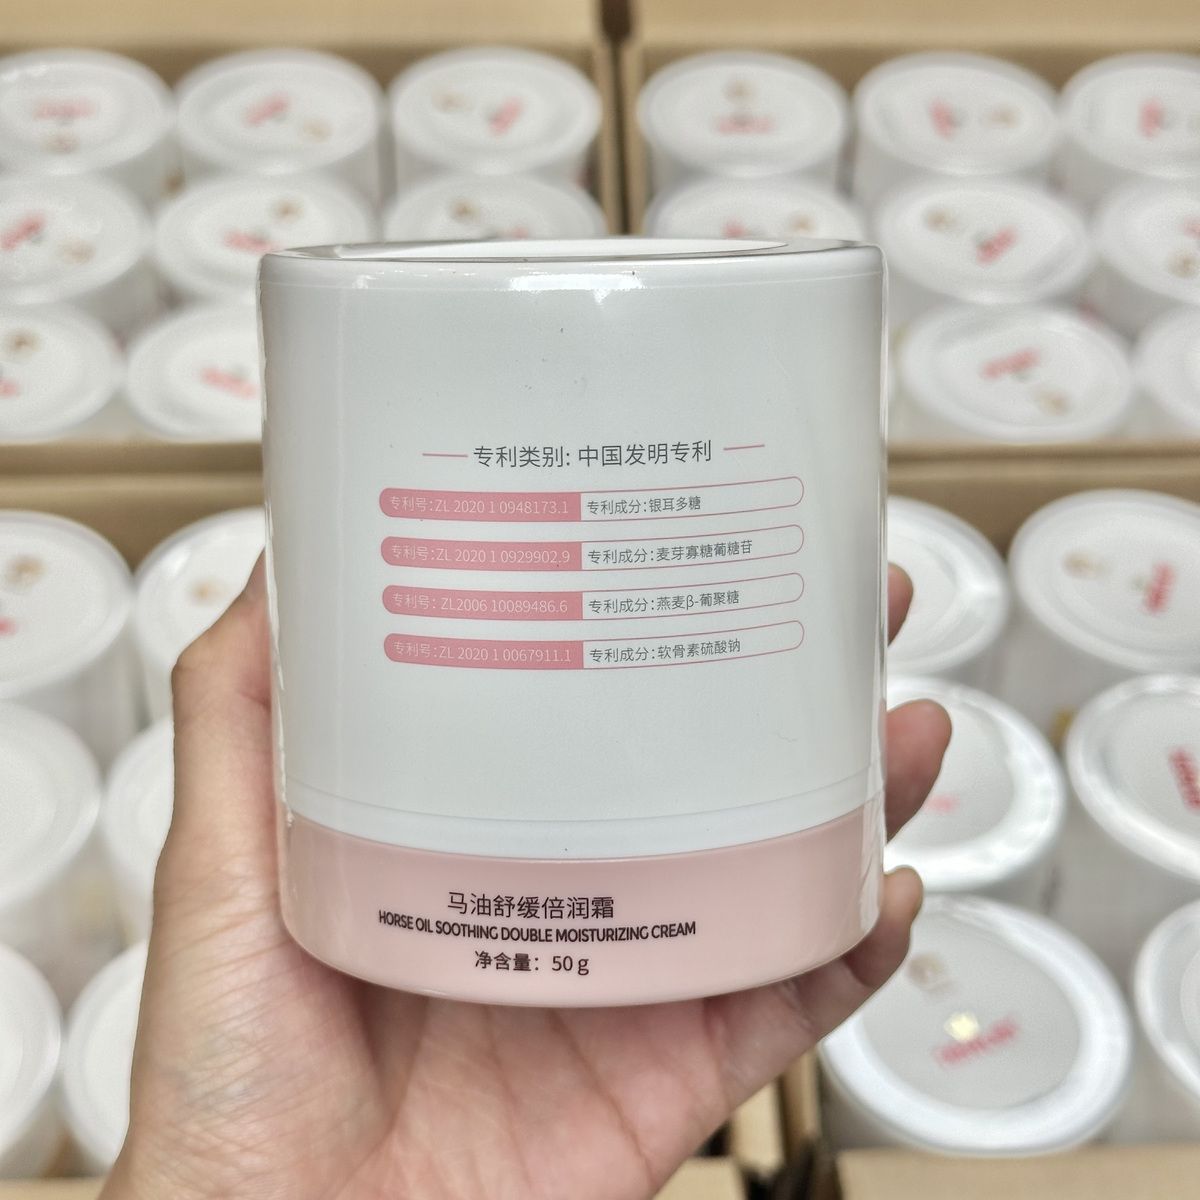 专利类别: 中国发明专利
专利号:ZL 2020 1 0948173.1 专利成分:银耳多糖
专利号:ZL 2020 1 0929902.9 专利成分:麦芽寡糖葡糖苷
专利号:ZL2006 10089486.6 专利成分:燕麦β-葡聚糖
专利号:ZL 2020 1 0067911.1 专利成分:软骨素硫酸钠
马油舒缓倍润霜
HORSE OIL SOOTHING DOUBLE MOISTURIZING CREAM
净含量: 50 g